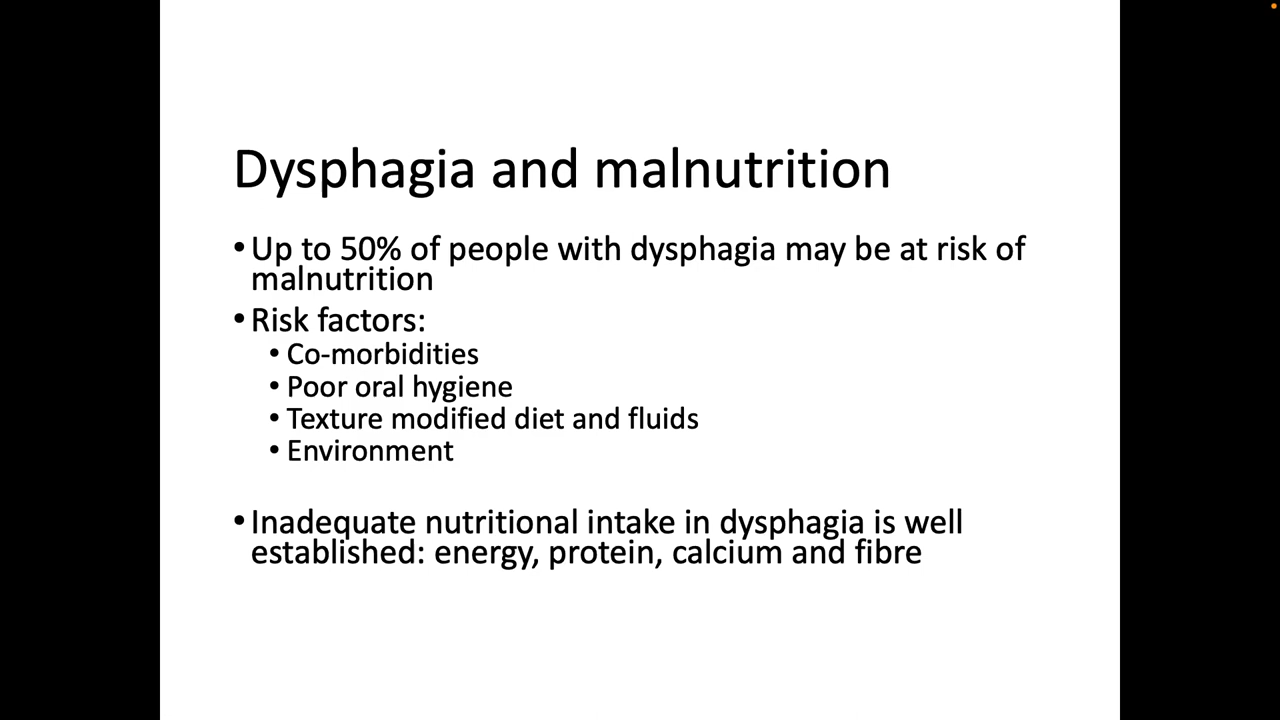 Dysphagia and malnutrition
• Up to 50% of people with dysphagia may be at risk of
malnutrition
• Risk factors:
• Co-morbidities
• Poor oral hygiene
• Texture modified diet and fluids
• Environment
• Inadequate nutritional intake in dysphagia is well
established: energy, protein, calcium and fibre